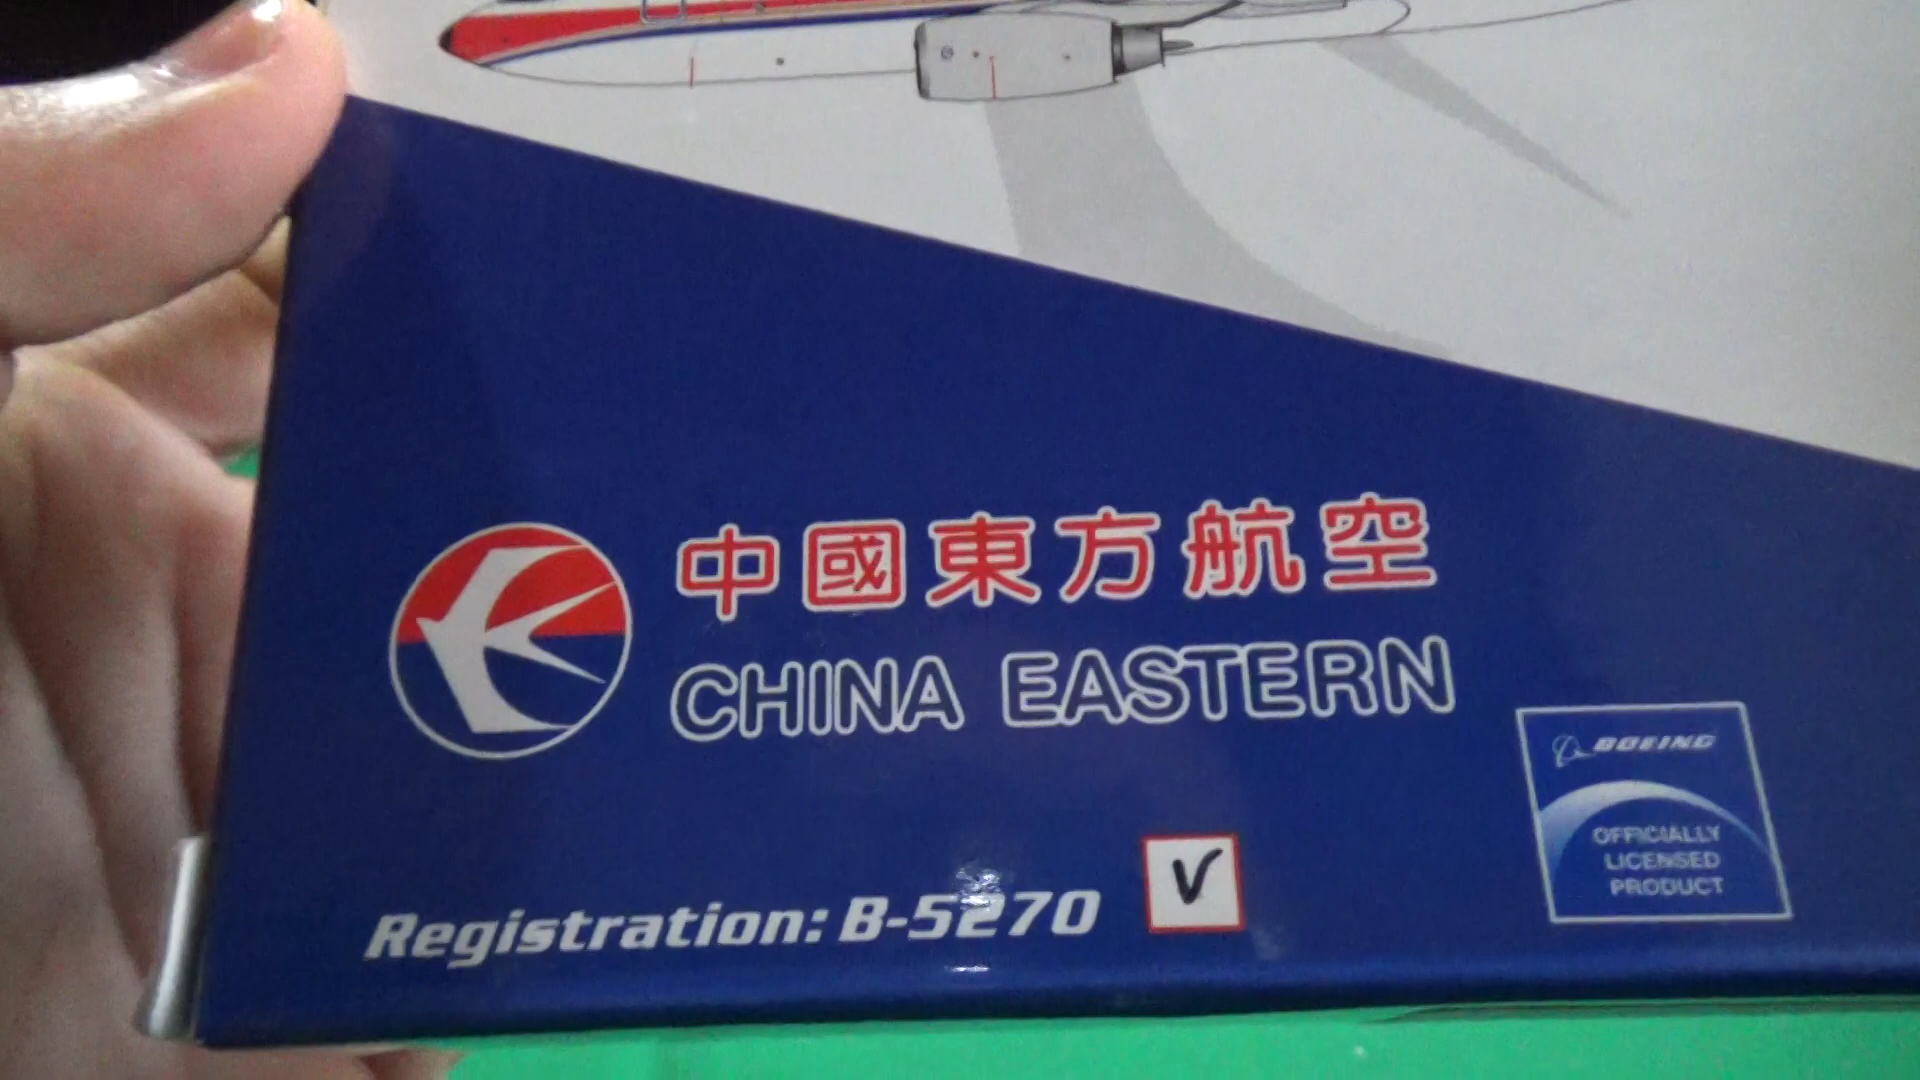 中國東方航空
CHINA EASTERN
BOEING
OFFICIALLY
LICENSED
PRODUCT
Registration: B-5270 V